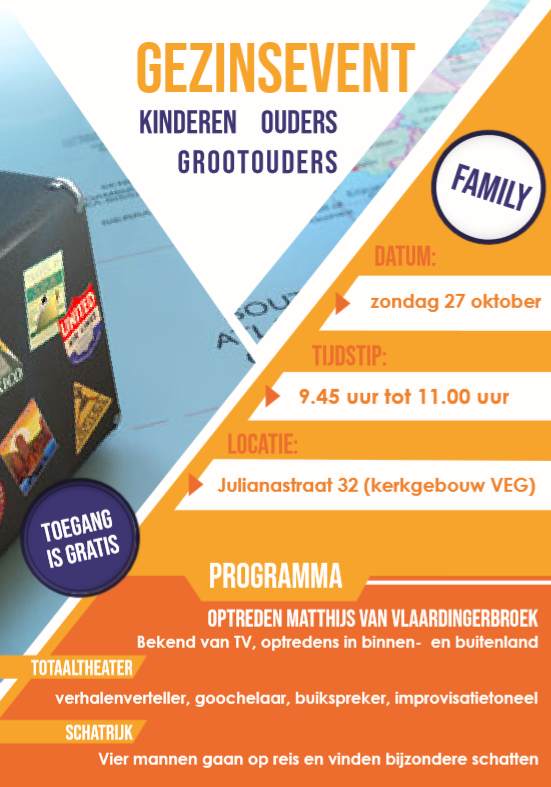 GEZINSEVENT
KINDEREN OUDERS
GROOTOUDERS
FAMILY
DATUM:
zondag 27 oktober
TIJDSTIP:
9.45 uur tot 11.00 uur
LOCATIE:
Julianastraat 32 (kerkgebouw VEG)
UNITED
TOEGANG
IS GRATIS
PROGRAMMA
OPTREDEN MATTHIJS VAN VLAARDINGERBROEK
Bekend van TV, optredens in binnen- en buitenland
TOTAALTHEATER
verhalenverteller, goochelaar, buikspreker, improvisatietoneel
SCHATRIJK
Vier mannen gaan op reis en vinden bijzondere schatten